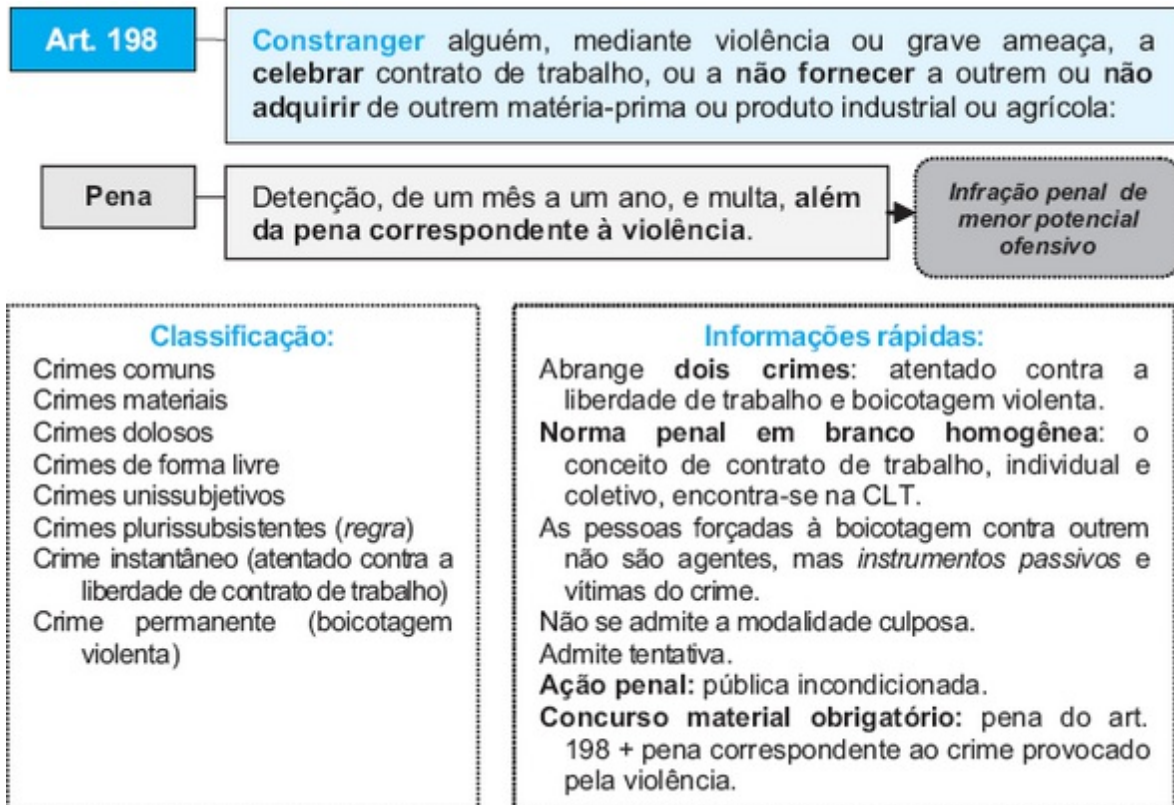 Art. 198
Constranger alguém, mediante violência ou grave ameaça, a
celebrar contrato de trabalho, ou a não fornecer a outrem ou não
adquirir de outrem matéria-prima ou produto industrial ou agrícola:
Pena
Detenção, de um mês a um ano, e multa, além
da pena correspondente à violência.
Infração penal de
menor potencial
ofensivo
Classificação:
Crimes comuns
Crimes materiais
Crimes dolosos
Crimes de forma livre
Crimes unissubjetivos
Crimes plurissubsistentes (regra)
Crime instantâneo (atentado contra a
liberdade de contrato de trabalho)
Crime permanente (boicotagem
violenta)
Informações rápidas:
Abrange dois crimes: atentado contra a
liberdade de trabalho e boicotagem violenta.
Norma penal em branco homogênea: o
conceito de contrato de trabalho, individual e
coletivo, encontra-se na CLT.
As pessoas forçadas à boicotagem contra outrem
não são agentes, mas instrumentos passivos e
vítimas do crime.
Não se admite a modalidade culposa.
Admite tentativa.
Ação penal: pública incondicionada.
Concurso material obrigatório: pena do art.
198 + pena correspondente ao crime provocado
pela violência.